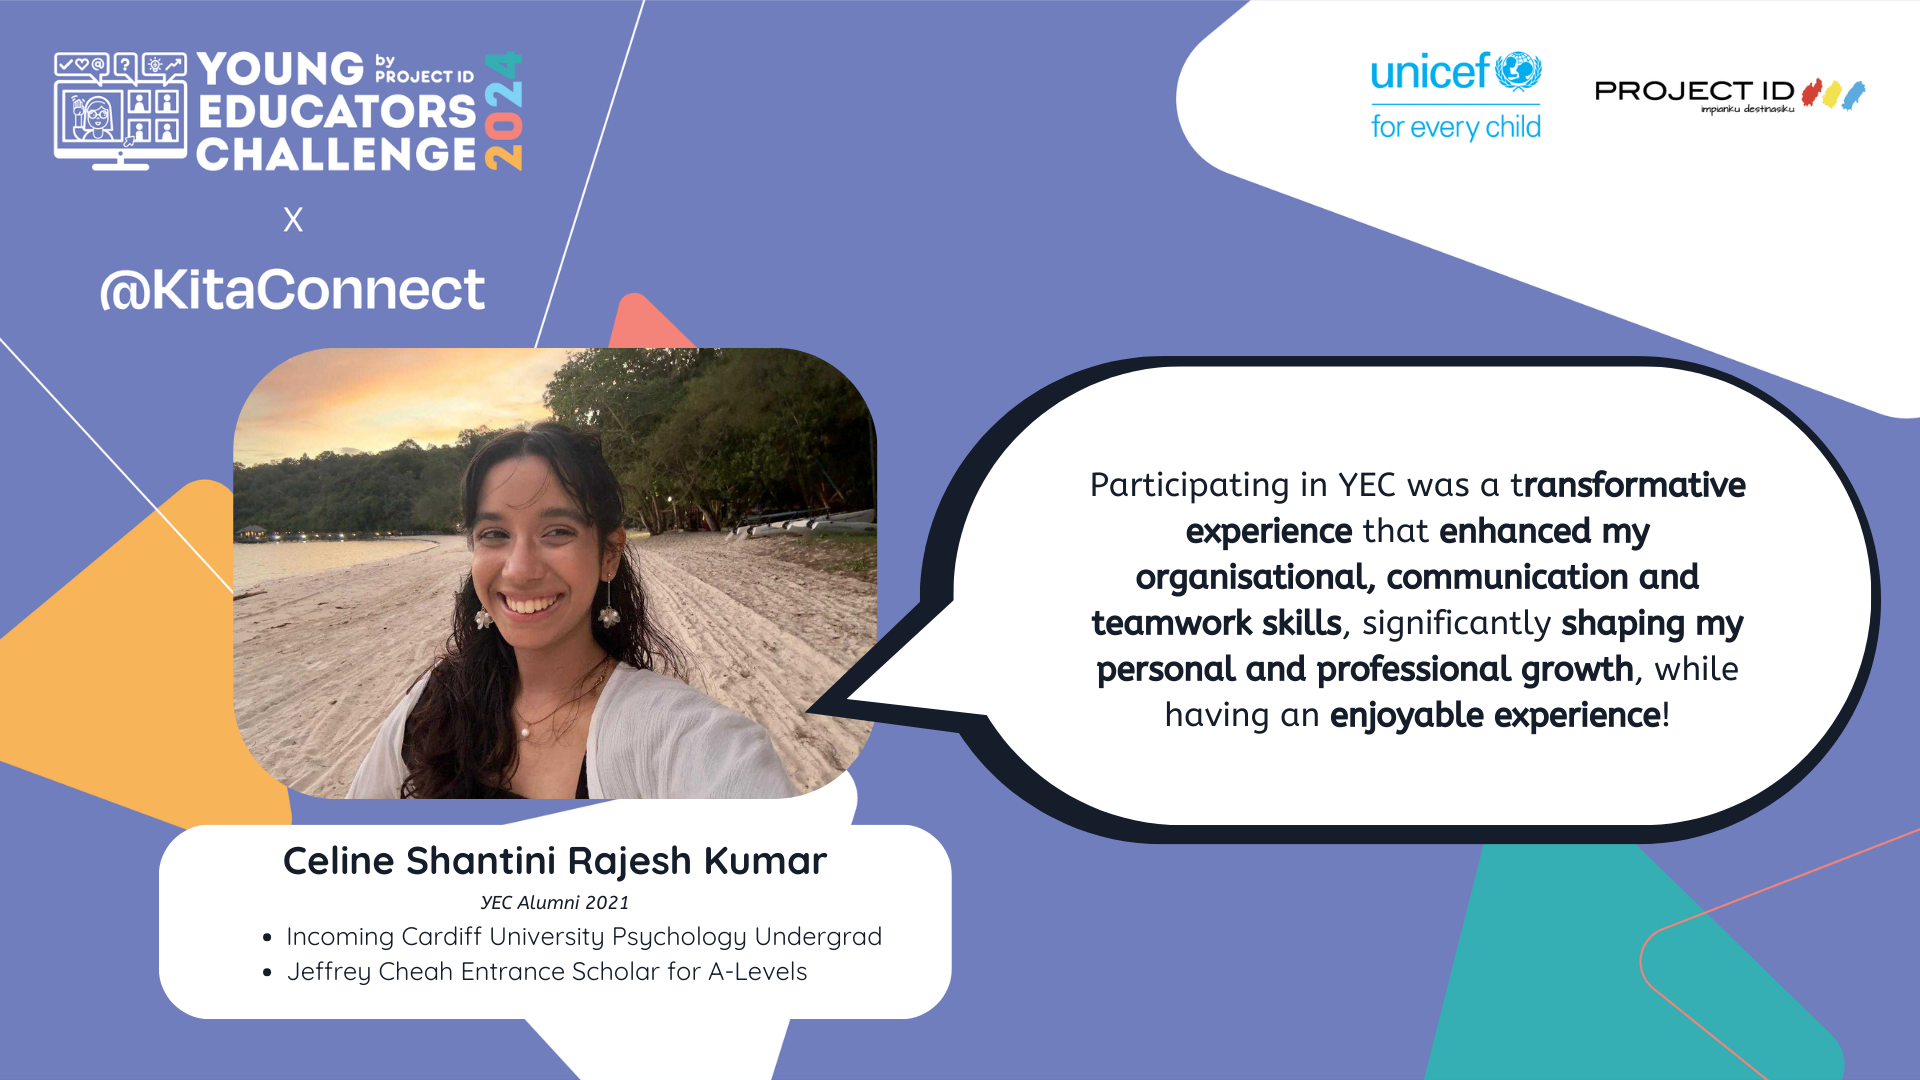 YOUNG by PROJECT ID
EDUCATORS
CHALLENGE
2024
X
@KitaConnect
unicef
for every child
PROJECT ID
impianku destinasiku
Participating in YEC was a transformative
experience that enhanced my
organisational, communication and
teamwork skills, significantly shaping my
personal and professional growth, while
having an enjoyable experience!
Celine Shantini Rajesh Kumar
YEC Alumni 2021
• Incoming Cardiff University Psychology Undergrad
• Jeffrey Cheah Entrance Scholar for A-Levels